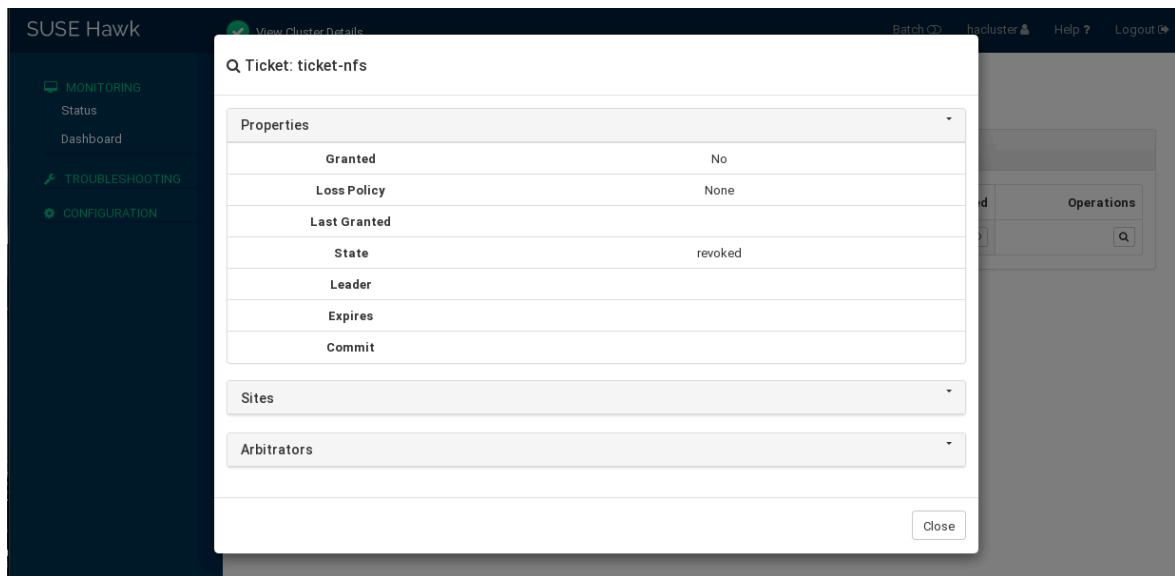 SUSE Hawk
View Cluster Details
Batch
hacluster
Help ?
Logout
MONITORING
Status
Dashboard
TROUBLESHOOTING
CONFIGURATION
Ticket: ticket-nfs
Properties
Granted No
Loss Policy None
Last Granted
State revoked
Leader
Expires
Commit
Sites
Arbitrators
Close
Operations